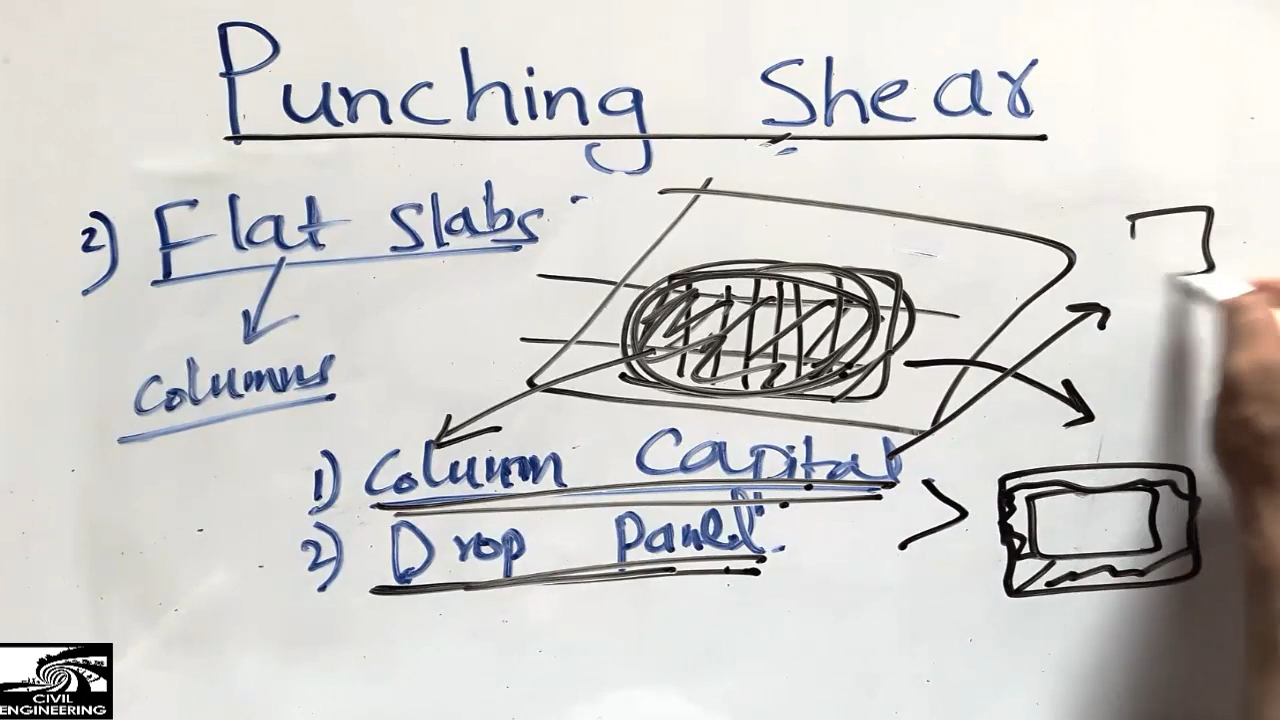 Punching Shear
2) Flat Slabs
Columns
1) Column Capital
2) Drop Panel
CIVIL
ENGINEERING